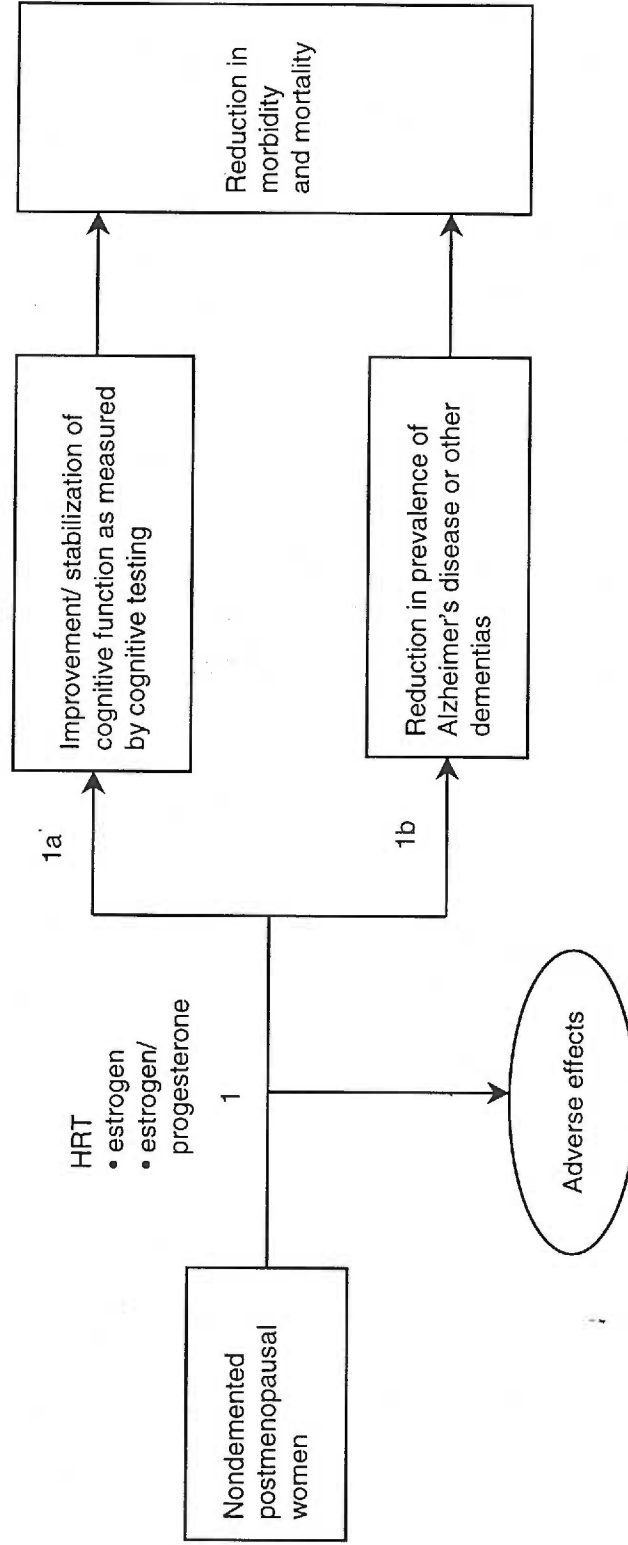 Nondemented
postmenopausal
women
HRT
• estrogen
• estrogen/
progesterone
1
Adverse effects
1a
Improvement/ stabilization of
cognitive function as measured
by cognitive testing
1b
Reduction in prevalence of
Alzheimer's disease or other
dementias
Reduction in
morbidity
and mortality